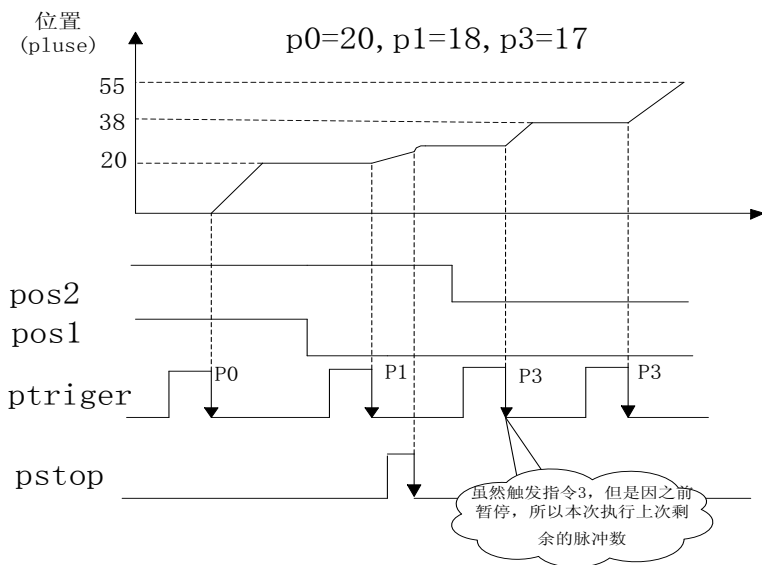 位置
(pluse)
p0=20, p1=18, p3=17
55
38
20
pos2
pos1
ptriger
P0
P1
P3
P3
pstop
虽然触发指令3，但是因之前
暂停，所以本次执行上次剩
余的脉冲数